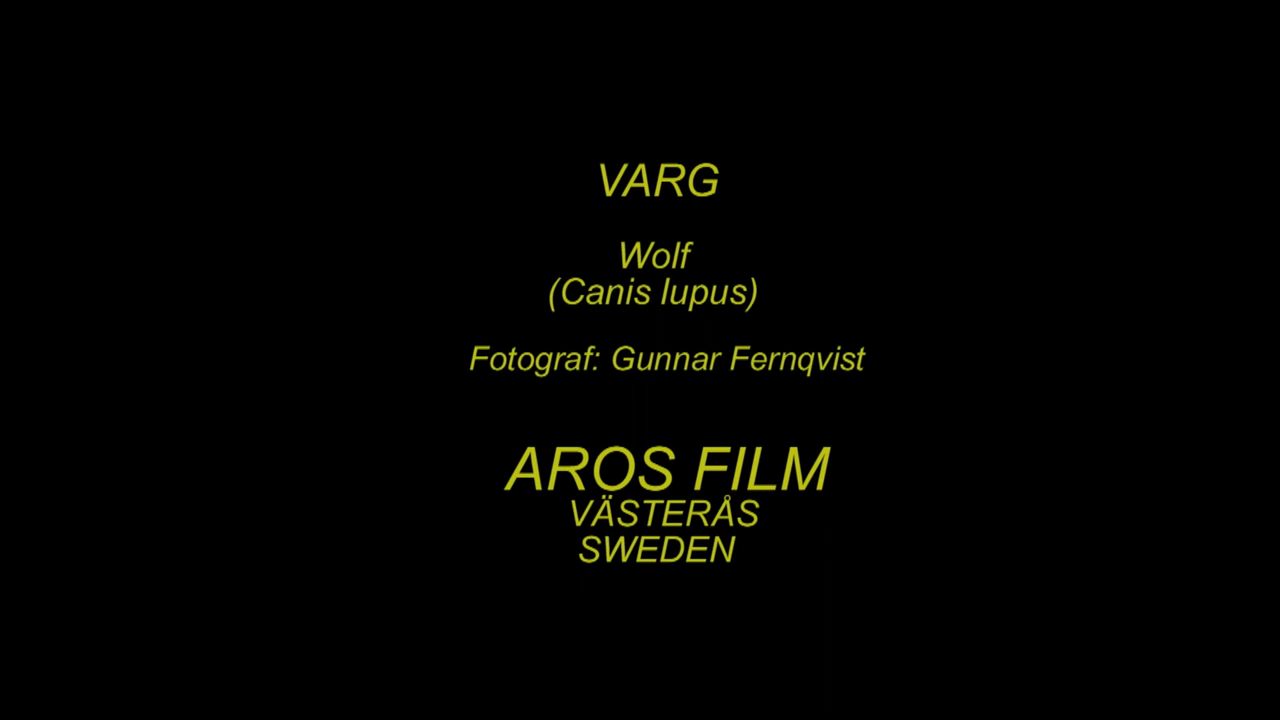 VARG
Wolf
(Canis lupus)
Fotograf: Gunnar Fernqvist
AROS FILM
VÄSTERÅS
SWEDEN